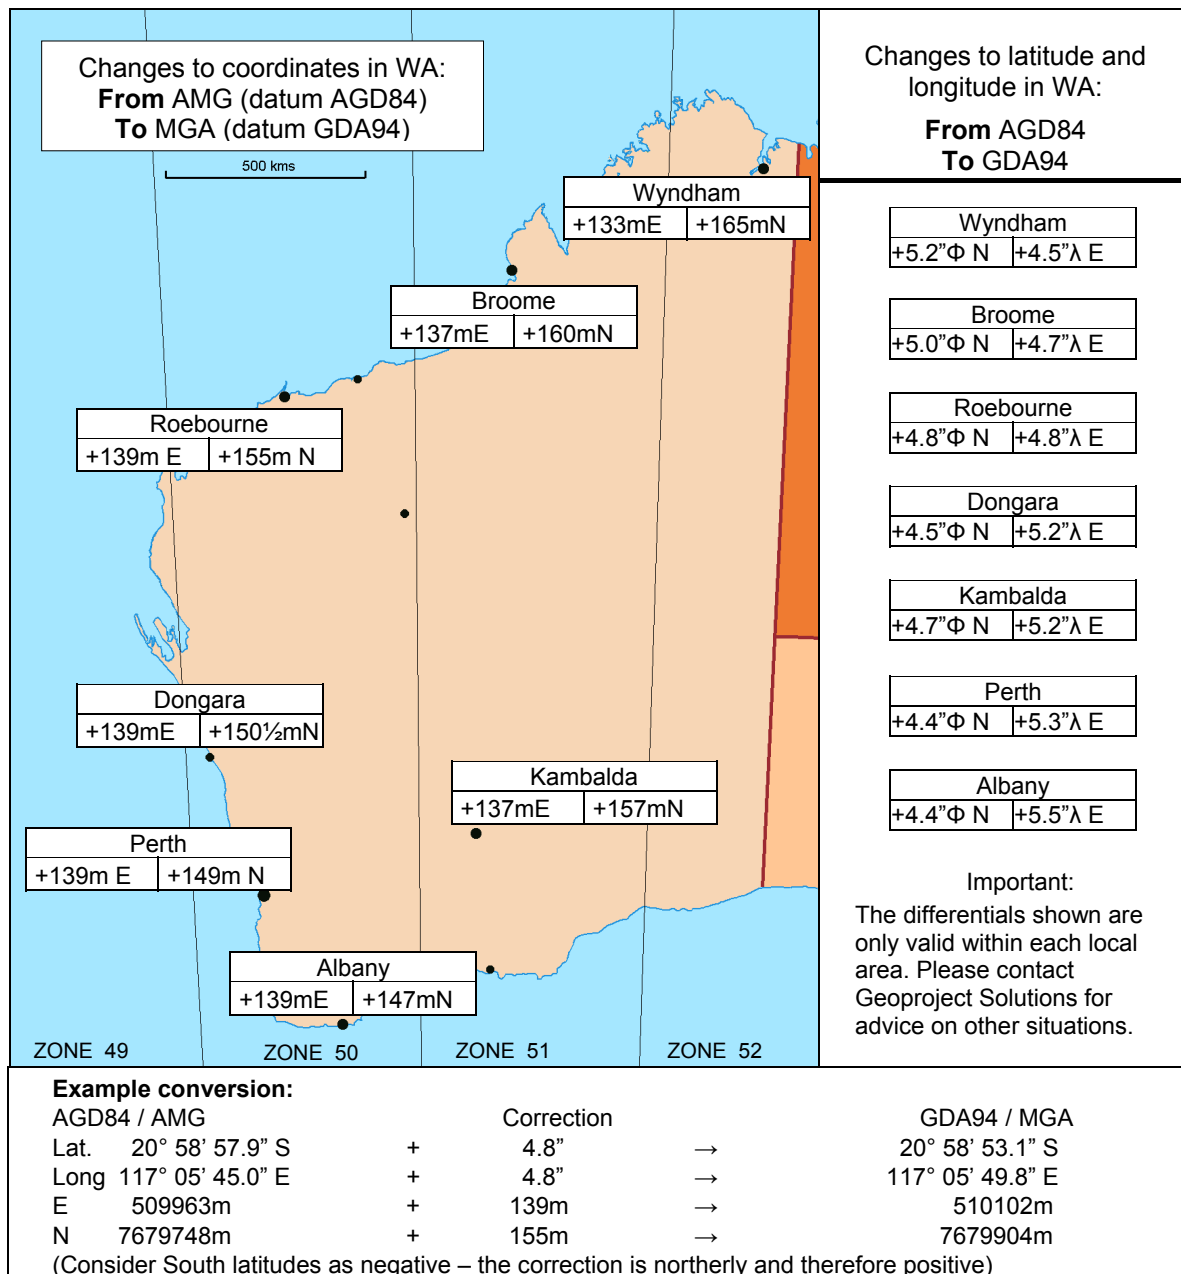 Changes to coordinates in WA:
From AMG (datum AGD84)
To MGA (datum GDA94)
500 kms
Wyndham
+133mE +165mN
Broome
+137mE +160mN
Roebourne
+139m E +155m N
Dongara
+139mE +150½mN
Kambalda
+137mE +157mN
Perth
+139m E +149m N
Albany
+139mE +147mN
ZONE 49 ZONE 50 ZONE 51 ZONE 52
Changes to latitude and
longitude in WA:
From AGD84
To GDA94
Wyndham
+5.2”Φ N +4.5”λ E
Broome
+5.0”Φ N +4.7”λ E
Roebourne
+4.8”Φ N +4.8”λ E
Dongara
+4.5”Φ N +5.2”λ E
Kambalda
+4.7”Φ N +5.2”λ E
Perth
+4.4”Φ N +5.3”λ E
Albany
+4.4”Φ N +5.5”λ E
Important:
The differentials shown are
only valid within each local
area. Please contact
Geoproject Solutions for
advice on other situations.
Example conversion:
AGD84 / AMG Correction GDA94 / MGA
Lat. 20° 58’ 57.9” S + 4.8” → 20° 58’ 53.1” S
Long 117° 05’ 45.0” E + 4.8” → 117° 05’ 49.8” E
E 509963m + 139m → 510102m
N 7679748m + 155m → 7679904m
(Consider South latitudes as negative – the correction is northerly and therefore positive)